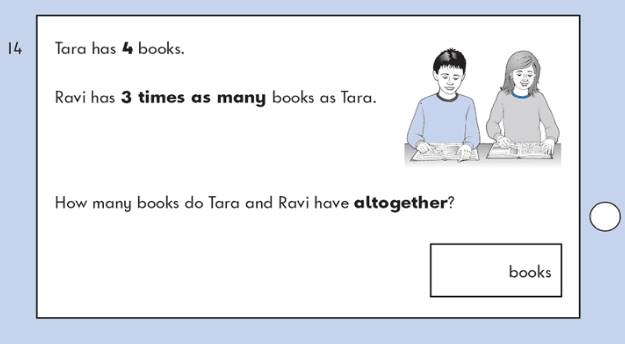 14
Tara has 4 books.
Ravi has 3 times as many books as Tara.
How many books do Tara and Ravi have altogether?
books